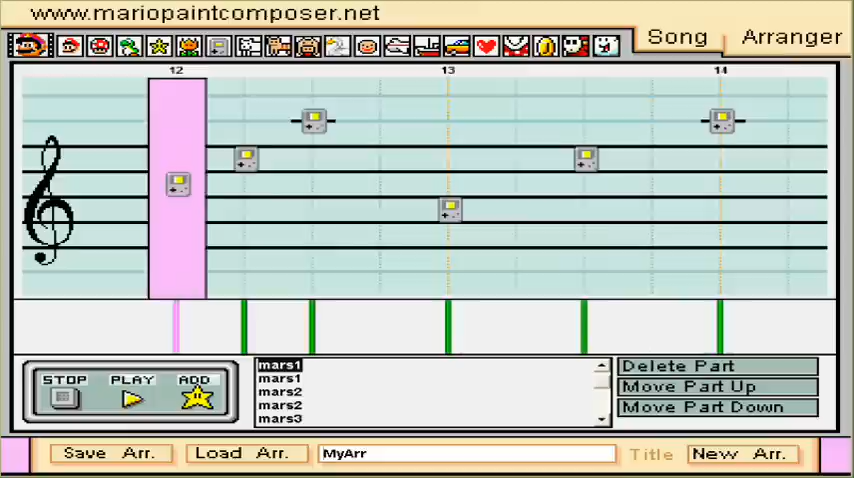 www.mariopaintcomposer.net
Song
Arranger
12
13
14
STOP
PLAY
ADD
mars1
mars1
mars2
mars2
mars3
Delete Part
Move Part Up
Move Part Down
Save Arr.
Load Arr.
MyArr
Title
New Arr.